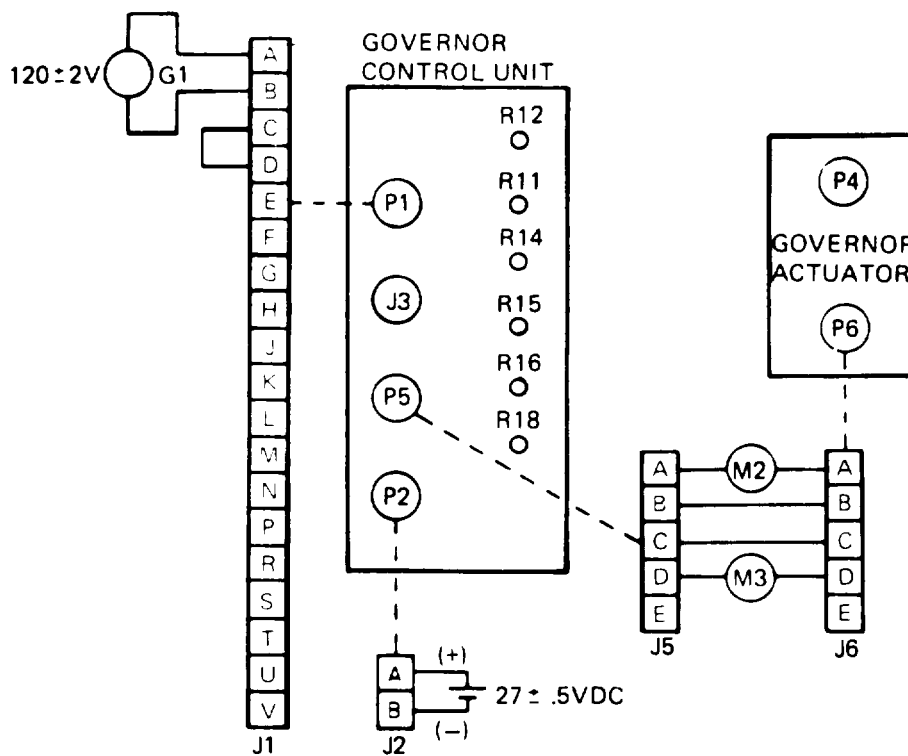 120±2V
G1
A
B
C
D
E
F
G
H
J
K
L
M
N
P
R
S
T
U
V
J1
GOVERNOR
CONTROL UNIT
R12
R11
R14
R15
R16
R18
P1
J3
P5
P2
A
B
J2
(+)
(–)
27 ± .5VDC
P4
GOVERNOR
ACTUATOR
P6
A
B
C
D
E
J5
M2
M3
A
B
C
D
E
J6